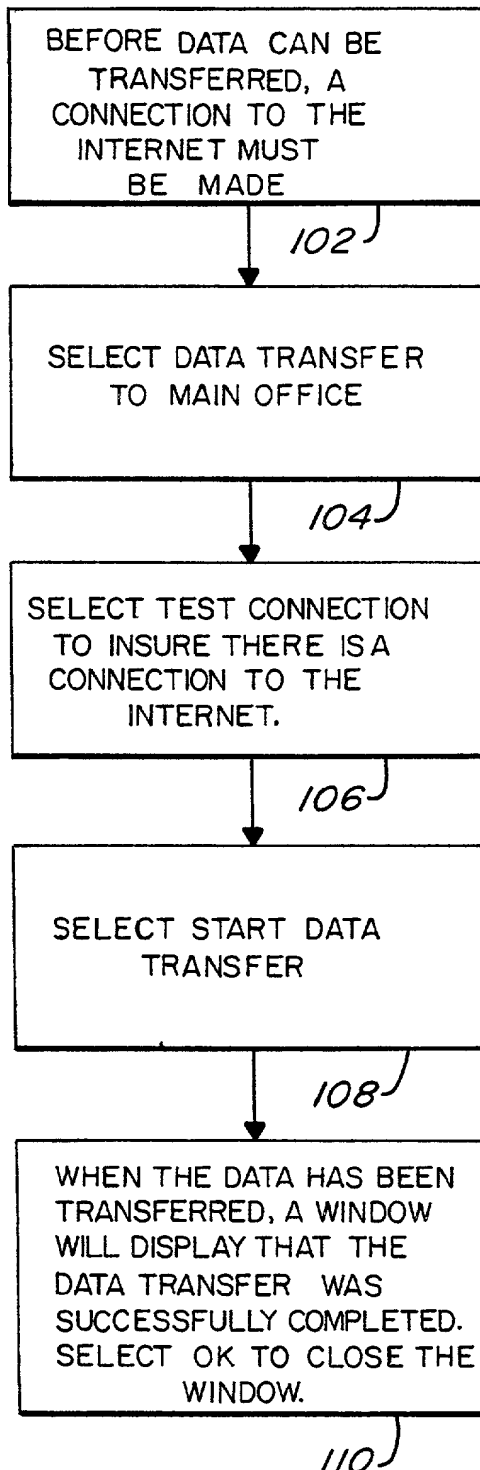 BEFORE DATA CAN BE
TRANSFERRED, A
CONNECTION TO THE
INTERNET MUST
BE MADE
102
SELECT DATA TRANSFER
TO MAIN OFFICE
104
SELECT TEST CONNECTION
TO INSURE THERE IS A
CONNECTION TO THE
INTERNET.
106
SELECT START DATA
TRANSFER
108
WHEN THE DATA HAS BEEN
TRANSFERRED, A WINDOW
WILL DISPLAY THAT THE
DATA TRANSFER WAS
SUCCESSFULLY COMPLETED.
SELECT OK TO CLOSE THE
WINDOW.
110